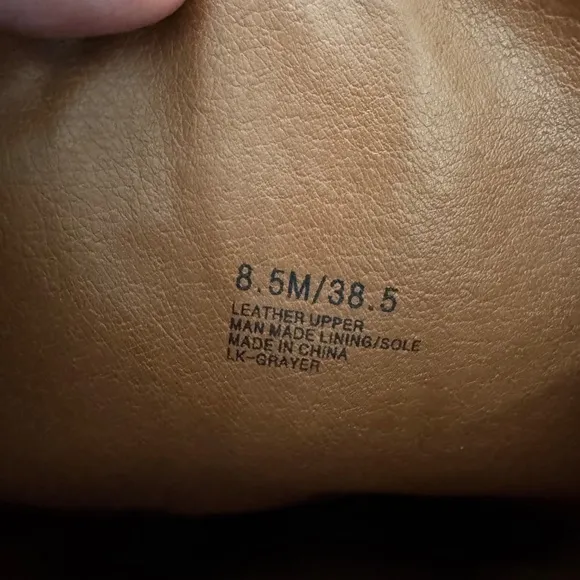 8.5M/38.5
LEATHER UPPER
MAN MADE LINING/SOLE
MADE IN CHINA
LK-GRAYER